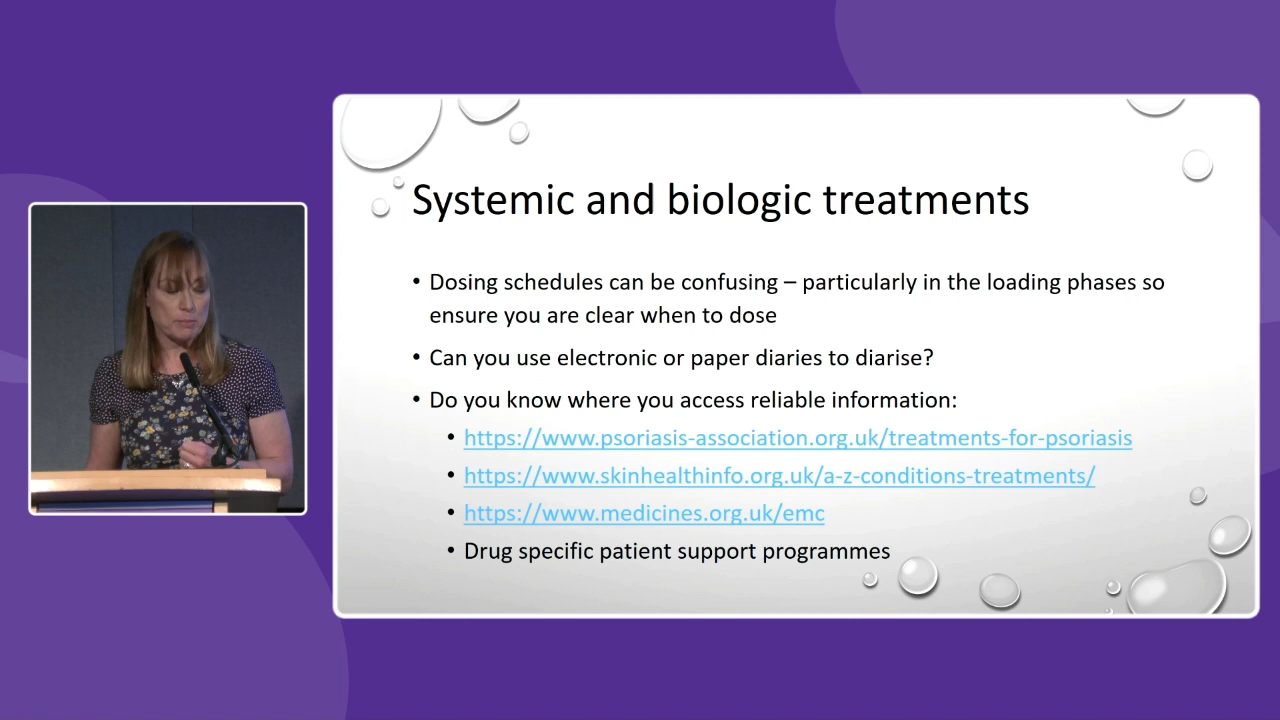 Systemic and biologic treatments
• Dosing schedules can be confusing – particularly in the loading phases so
ensure you are clear when to dose
• Can you use electronic or paper diaries to diarise?
• Do you know where you access reliable information:
• https://www.psoriasis-association.org.uk/treatments-for-psoriasis
• https://www.skinhealthinfo.org.uk/a-z-conditions-treatments/
• https://www.medicines.org.uk/emc
• Drug specific patient support programmes